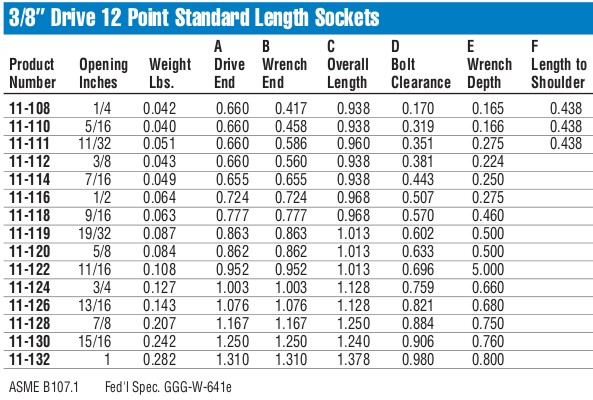 3/8" Drive 12 Point Standard Length Sockets
A B C D E F
Product Opening Weight Drive Wrench Overall Bolt Wrench Length to
Number Inches Lbs. End End Length Clearance Depth Shoulder
11-108 1/4 0.042 0.660 0.417 0.938 0.170 0.165 0.438
11-110 5/16 0.040 0.660 0.458 0.938 0.319 0.166 0.438
11-111 11/32 0.051 0.660 0.586 0.960 0.351 0.275 0.438
11-112 3/8 0.043 0.660 0.560 0.938 0.381 0.224
11-114 7/16 0.049 0.655 0.655 0.938 0.443 0.250
11-116 1/2 0.064 0.724 0.724 0.968 0.507 0.275
11-118 9/16 0.063 0.777 0.777 0.968 0.570 0.460
11-119 19/32 0.087 0.863 0.863 1.013 0.602 0.500
11-120 5/8 0.084 0.862 0.862 1.013 0.633 0.500
11-122 11/16 0.108 0.952 0.952 1.013 0.696 5.000
11-124 3/4 0.127 1.003 1.003 1.128 0.759 0.660
11-126 13/16 0.143 1.076 1.076 1.128 0.821 0.680
11-128 7/8 0.207 1.167 1.167 1.250 0.884 0.750
11-130 15/16 0.242 1.250 1.250 1.240 0.906 0.760
11-132 1 0.282 1.310 1.310 1.378 0.980 0.800
ASME B107.1 Fed'l Spec. GGG-W-641e